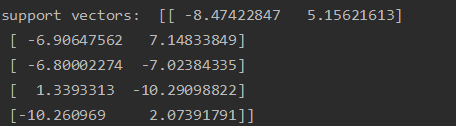 support vectors:  [[ -8.47422847   5.15621613]
 [ -6.90647562   7.14833849]
 [ -6.80002274  -7.02384335]
 [  1.3393313  -10.29098822]
 [-10.260969     2.07391791]]